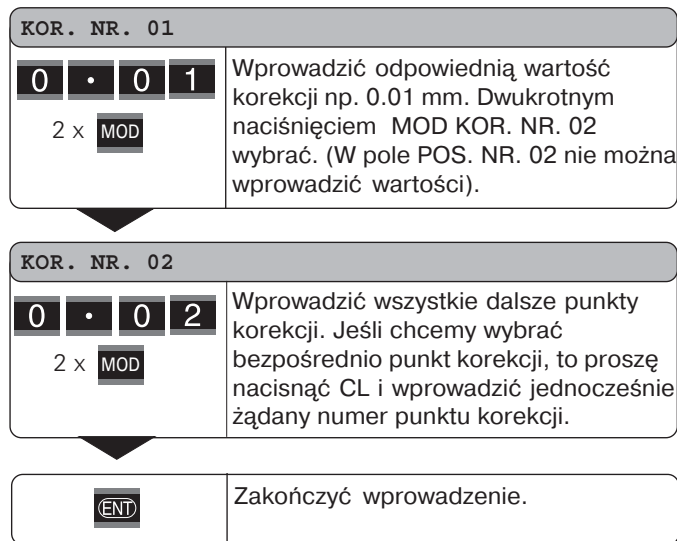 KOR. NR. 01
0 . 0 1
2 x MOD
Wprowadzić odpowiednią wartość
korekcji np. 0.01 mm. Dwukrotnym
naciśnięciem MOD KOR. NR. 02
wybrać. (W pole POS. NR. 02 nie można
wprowadzić wartości).
KOR. NR. 02
0 . 0 2
2 x MOD
Wprowadzić wszystkie dalsze punkty
korekcji. Jeśli chcemy wybrać
bezpośrednio punkt korekcji, to proszę
nacisnąć CL i wprowadzić jednocześnie
żądany numer punktu korekcji.
ENT
Zakończyć wprowadzenie.